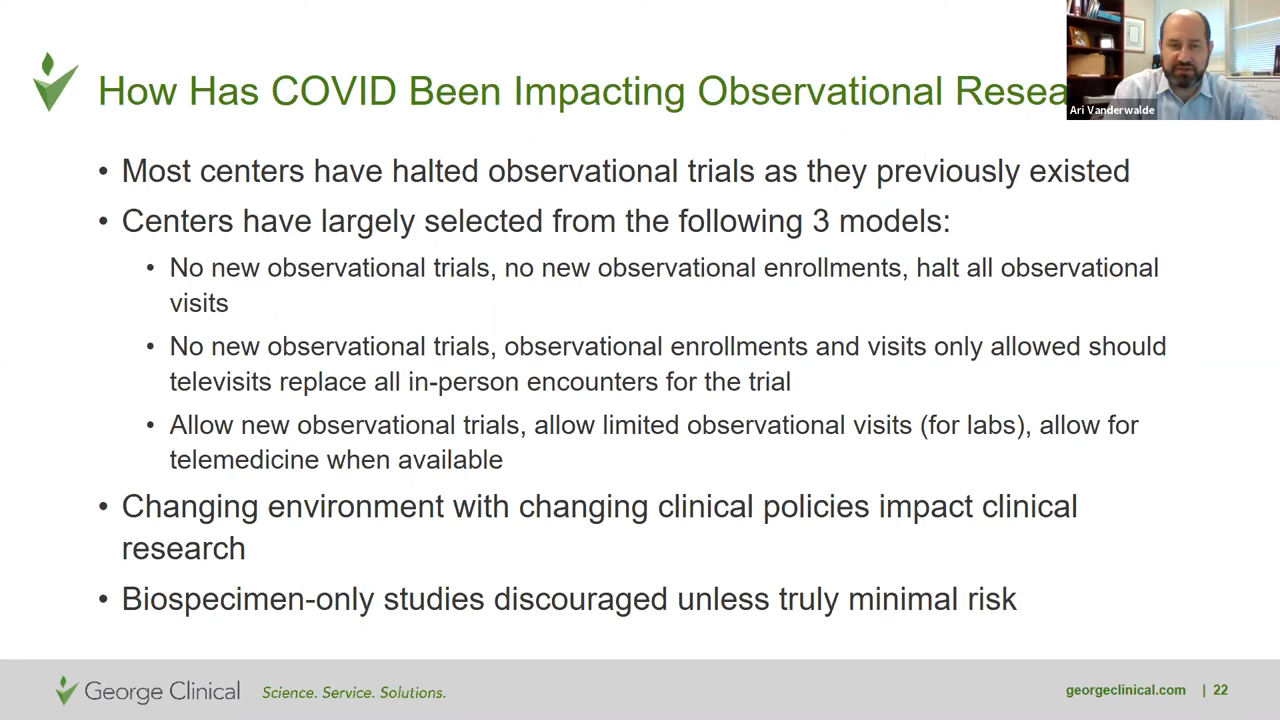 How Has COVID Been Impacting Observational
Ari Vanderwalde
• Most centers have halted observational trials as they previously existed
• Centers have largely selected from the following 3 models:
• No new observational trials, no new observational enrollments, halt all observational
visits
• No new observational trials, observational enrollments and visits only allowed should
televisits replace all in-person encounters for the trial
• Allow new observational trials, allow limited observational visits (for labs), allow for
telemedicine when available
• Changing environment with changing clinical policies impact clinical
research
• Biospecimen-only studies discouraged unless truly minimal risk
George Clinical Science. Service. Solutions.
georgeclinical.com | 22